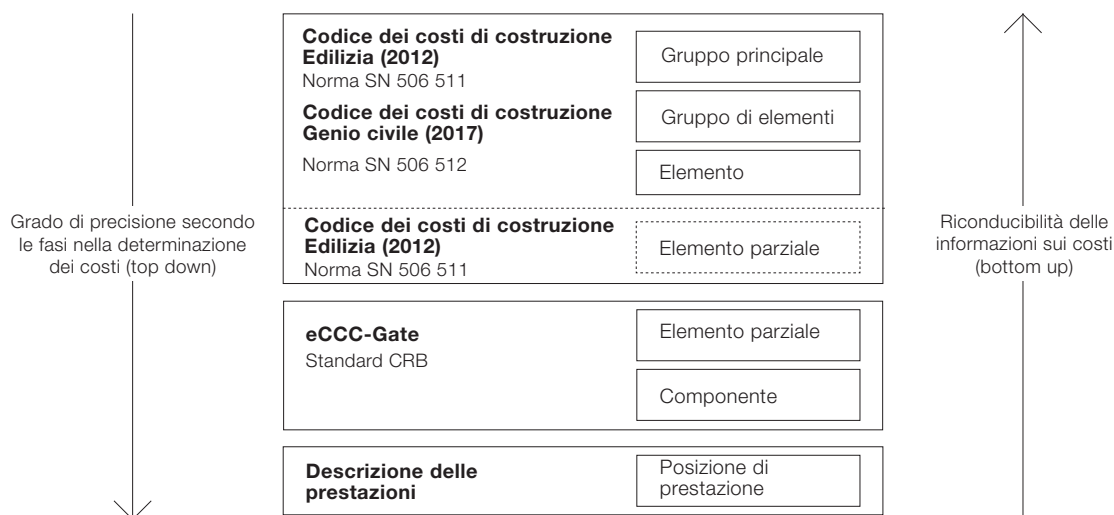 Codice dei costi di costruzione
Edilizia (2012)
Norma SN 506 511
Gruppo principale
Codice dei costi di costruzione
Genio civile (2017)
Norma SN 506 512
Gruppo di elementi
Elemento
Grado di precisione secondo
le fasi nella determinazione
dei costi (top down)
Codice dei costi di costruzione
Edilizia (2012)
Norma SN 506 511
Elemento parziale
Riconducibilità delle
informazioni sui costi
(bottom up)
eCCC-Gate
Standard CRB
Elemento parziale
Componente
Descrizione delle
prestazioni
Posizione di
prestazione